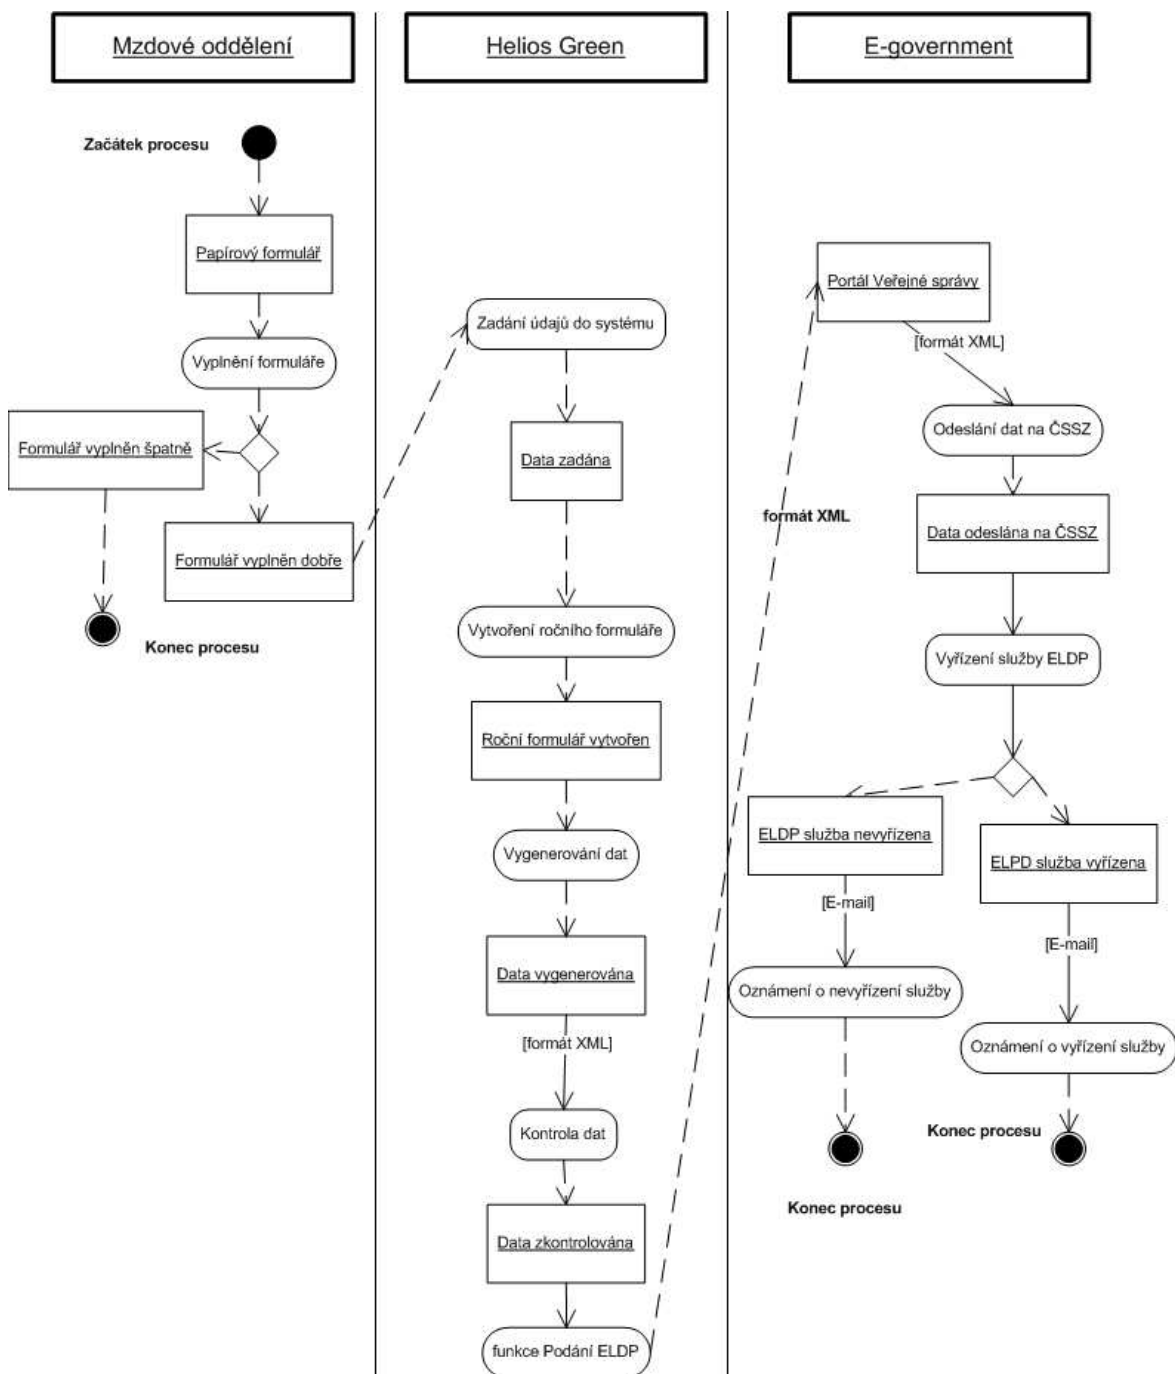 Mzdové oddělení
Začátek procesu
Papírový formulář
Vyplnění formuláře
Formulář vyplněn špatně
Formulář vyplněn dobře
Konec procesu
Helios Green
Zadání údajů do systému
Data zadána
Vytvoření ročního formuláře
Roční formulář vytvořen
Vygenerování dat
Data vygenerována
[formát XML]
Kontrola dat
Data zkontrolována
funkce Podání ELDP
formát XML
E-government
Portál Veřejné správy
[formát XML]
Odeslání dat na ČSSZ
Data odeslána na ČSSZ
Vyřízení služby ELDP
ELDP služba nevyřízena
[E-mail]
Oznámení o nevyřízení služby
Konec procesu
ELPD služba vyřízena
[E-mail]
Oznámení o vyřízení služby
Konec procesu